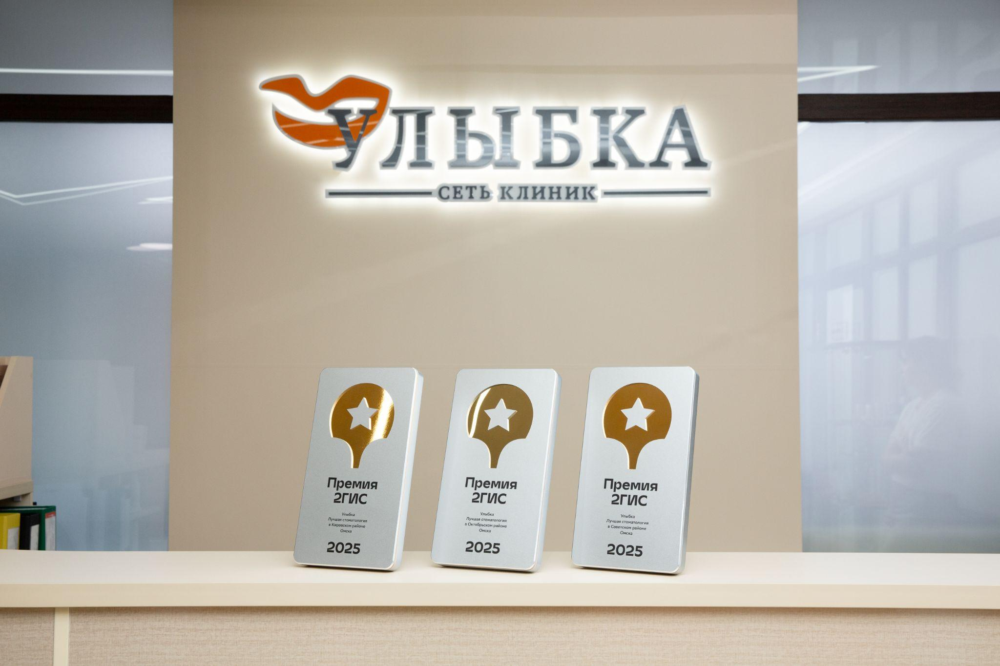 УЛЫБКА
СЕТЬ КЛИНИК
Премия
2ГИС
Улыбка
Лучшая стоматология
в Кировском районе
Омска
2025
Премия
2ГИС
Улыбка
Лучшая стоматология
в Октябрьском районе
Омска
2025
Премия
2ГИС
Улыбка
Лучшая стоматология
в Советском районе
Омска
2025